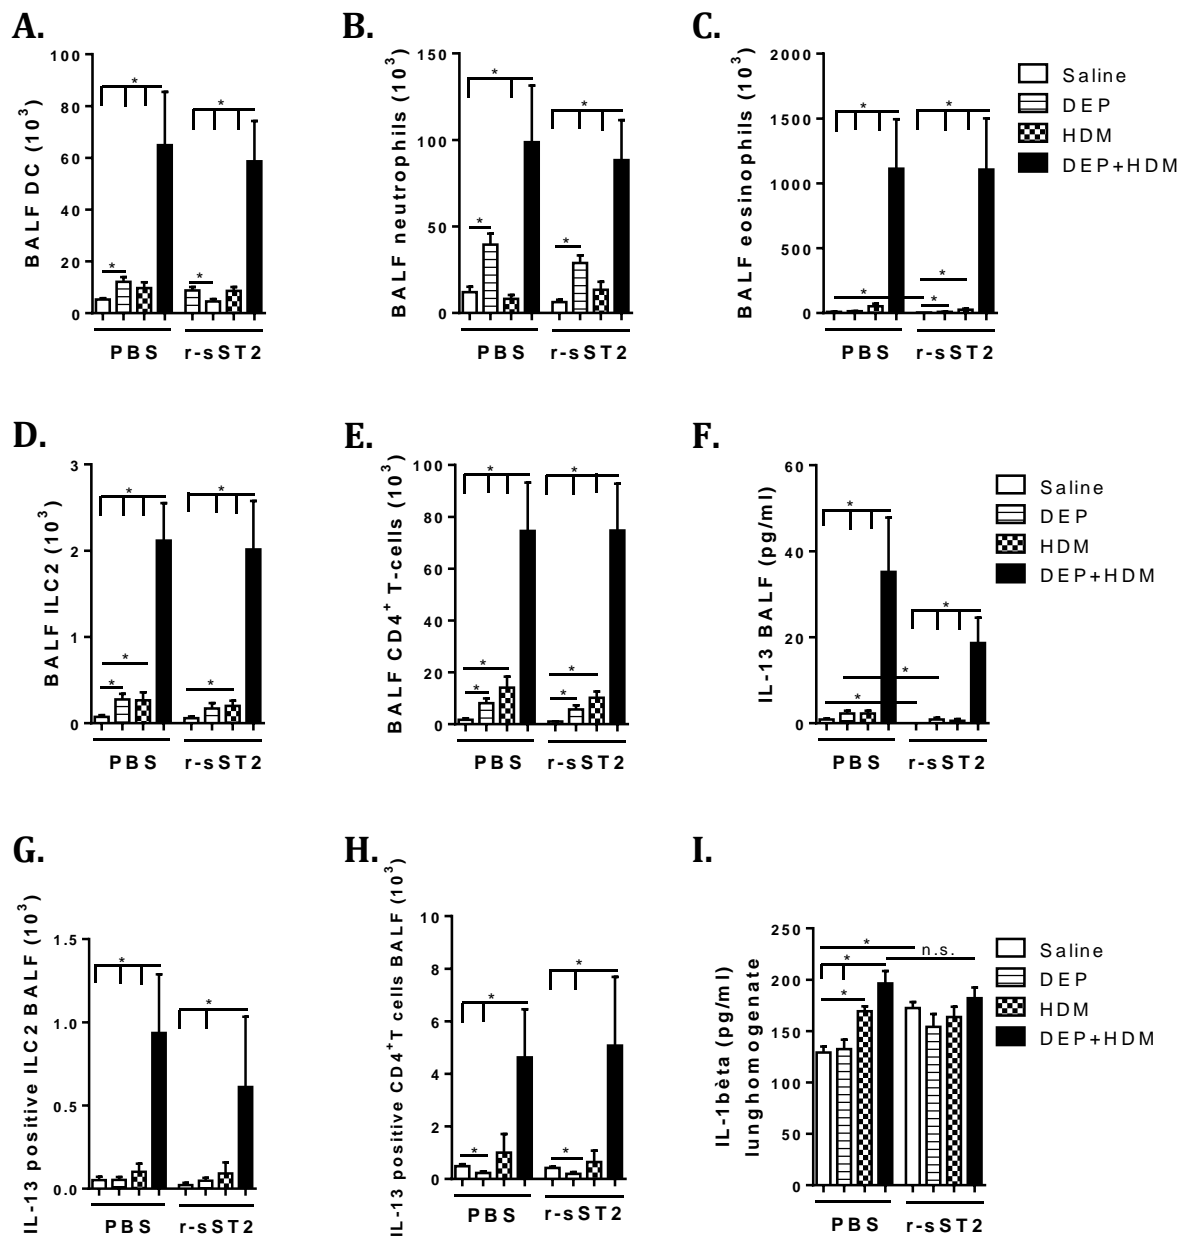 A.
BALF DC (10³)
100
80
60
40
20
0
*
*
*
*
PBS
r-sST2
B.
BALF neutrophils (10³)
150
100
50
0
*
*
*
*
PBS
r-sST2
C.
BALF eosinophils (10³)
2000
1500
1000
500
0
*
*
*
*
*
PBS
r-sST2
Saline
DEP
HDM
DEP+HDM
D.
BALF ILC2 (10³)
3
2
1
0
*
*
*
*
*
PBS
r-sST2
E.
BALF CD4⁺ T-cells (10³)
100
80
60
40
20
0
*
*
*
*
*
*
PBS
r-sST2
F.
IL-13 BALF (pg/ml)
60
40
20
0
*
*
*
*
PBS
r-sST2
Saline
DEP
HDM
DEP+HDM
G.
IL-13 positive ILC2 BALF (10³)
1.5
1.0
0.5
0.0
*
*
PBS
r-sST2
H.
IL-13 positive CD4⁺T cells BALF (10³)
10
8
6
4
2
0
*
*
*
*
PBS
r-sST2
I.
IL-1bèta (pg/ml)
lunghomogenate
250
200
150
100
50
0
*
n.s.
*
*
PBS
r-sST2
Saline
DEP
HDM
DEP+HDM